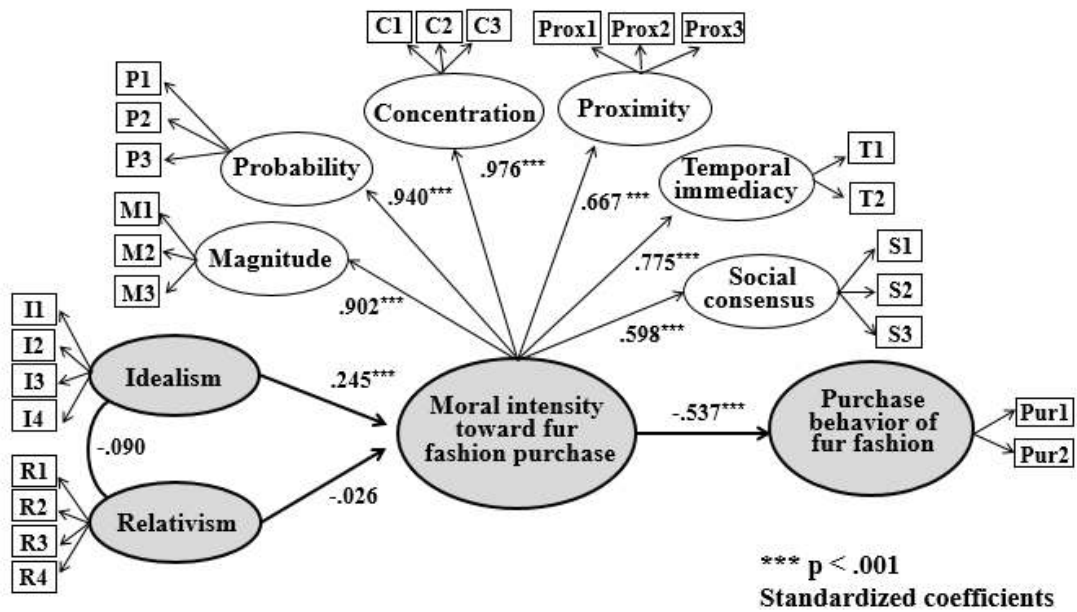 C1
C2
C3
Prox1
Prox2
Prox3
P1
P2
P3
Concentration
Proximity
Probability
Temporal
immediacy
T1
T2
.976***
.940***
.667 ***
M1
M2
M3
Magnitude
.902***
.775***
Social
consensus
S1
S2
S3
.598***
I1
I2
I3
I4
Idealism
.245***
Moral intensity
toward fur
fashion purchase
-.537***
Purchase
behavior of
fur fashion
Pur1
Pur2
-.090
R1
R2
R3
R4
Relativism
-.026
*** p < .001
Standardized coefficients